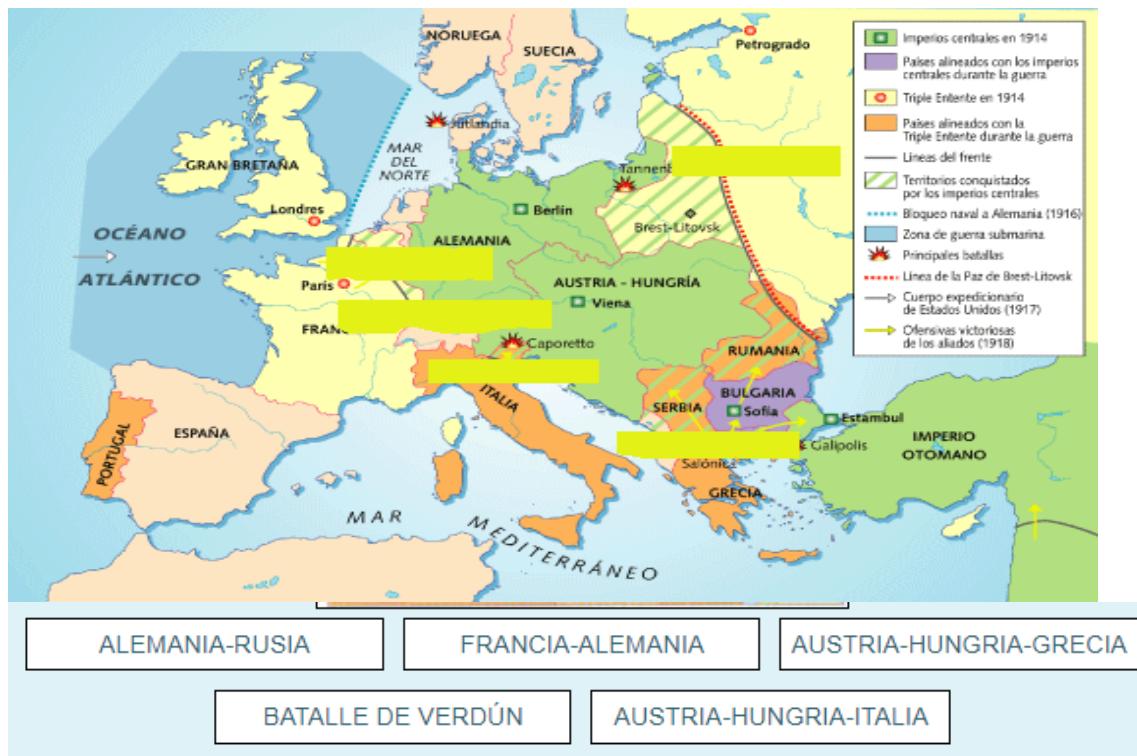 NORUEGA
SUECIA
Petrogrado
Jutlandia
GRAN BRETAÑA
MAR
DEL
NORTE
Londres
Berlín
Brest-Litovsk
OCÉANO
ATLÁNTICO
ALEMANIA
París
AUSTRIA - HUNGRÍA
Viena
Caporetto
RUMANIA
ITALIA
BULGARIA
SERBIA
Sofía
Estambul
PORTUGAL
ESPAÑA
Galípolis
IMPERIO
OTOMANO
Salónica
GRECIA
MAR
MEDITERRÁNEO
Imperios centrales en 1914
Países alineados con los imperios
centrales durante la guerra
Triple Entente en 1914
Países alineados con la
Triple Entente durante la guerra
Líneas del frente
Territorios conquistados
por los imperios centrales
Bloqueo naval a Alemania (1916)
Zona de guerra submarina
Principales batallas
Línea de la Paz de Brest-Litovsk
Cuerpo expedicionario
de Estados Unidos (1917)
Ofensivas victoriosas
de los aliados (1918)
ALEMANIA-RUSIA
FRANCIA-ALEMANIA
AUSTRIA-HUNGRIA-GRECIA
BATALLE DE VERDÚN
AUSTRIA-HUNGRIA-ITALIA